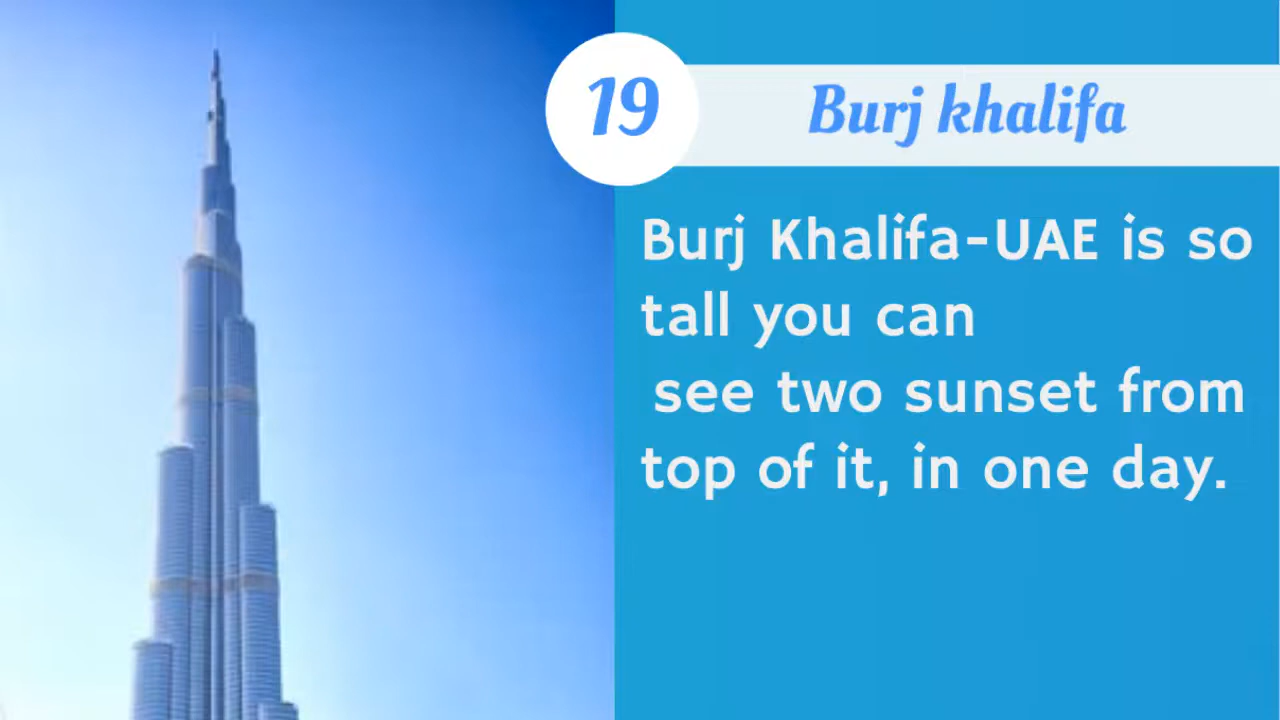 19
Burj khalifa
Burj Khalifa-UAE is so
tall you can
see two sunset from
top of it, in one day.